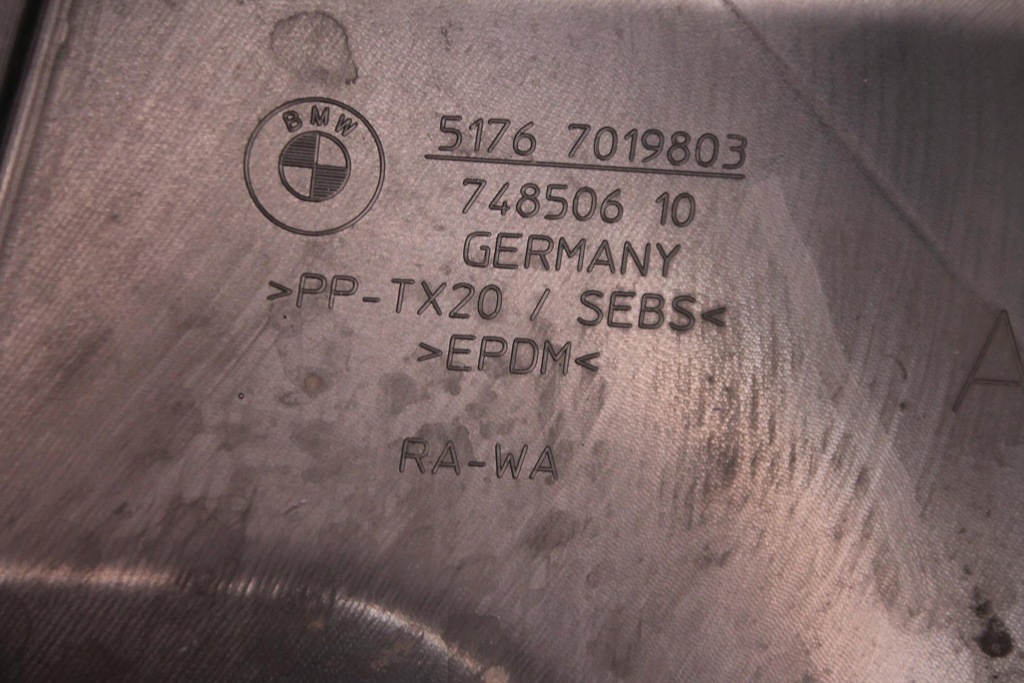 BMW
5176 7019803
748506 10
GERMANY
>PP-TX20 / SEBS<
>EPDM<
RA-WA
A